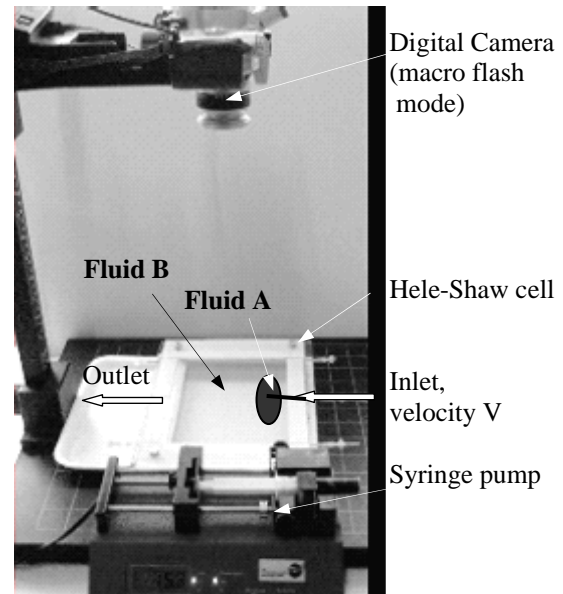 Digital Camera
(macro flash
mode)
Fluid B
Fluid A
Hele-Shaw cell
Outlet
Inlet,
velocity V
Syringe pump